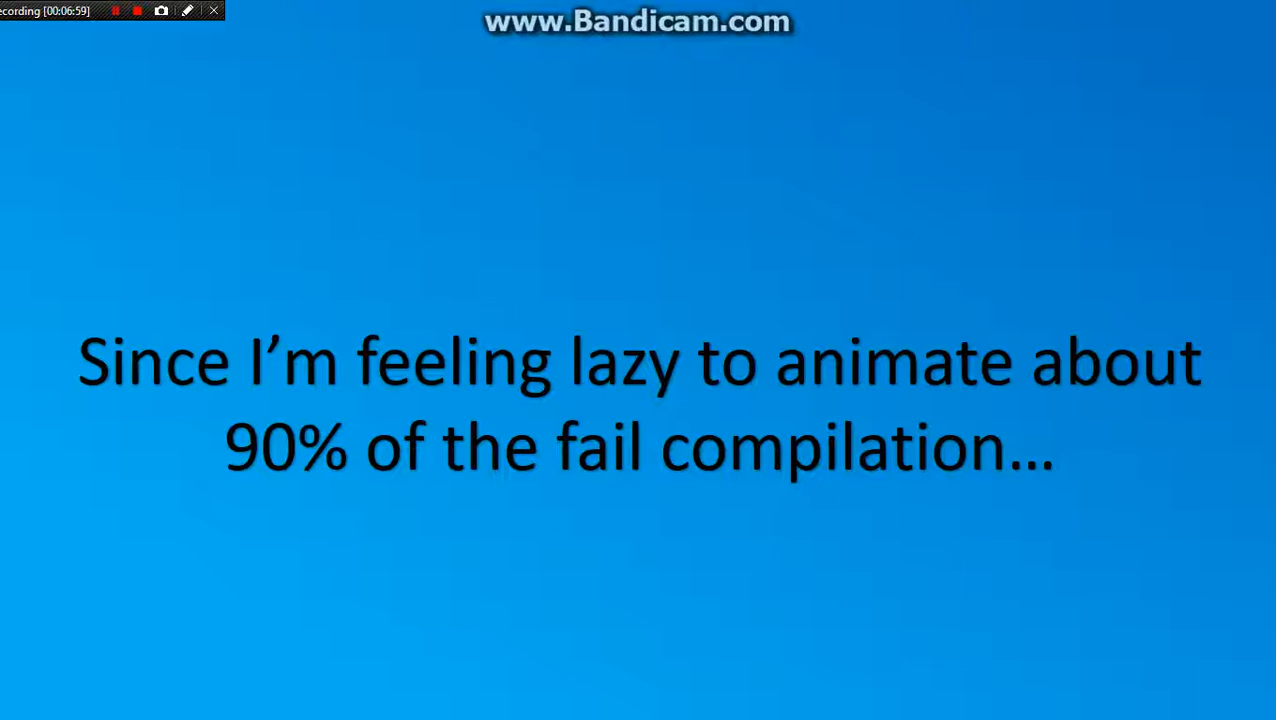 ecording [00:06:59]
www.Bandicam.com
Since I’m feeling lazy to animate about
90% of the fail compilation…